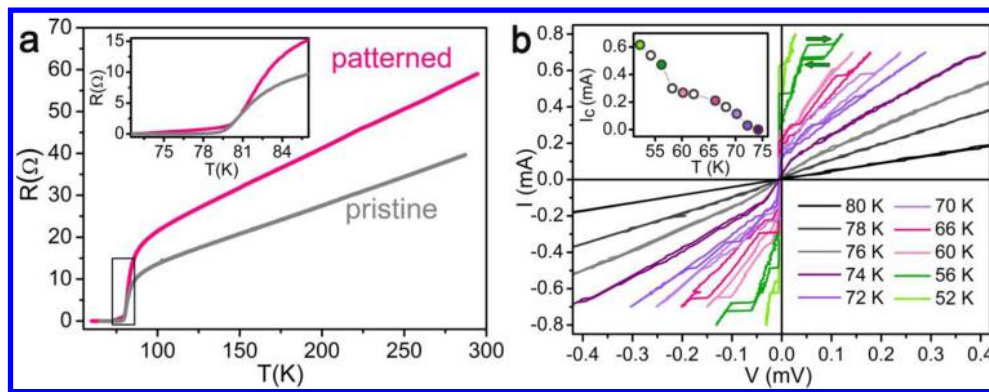 a
70
60
50
40
30
20
10
0
R(Ω)
100
150
200
250
300
T(K)
patterned
pristine
15
10
5
0
R(Ω)
75
78
81
84
T(K)
b
0.8
0.6
0.4
0.2
0.0
-0.2
-0.4
-0.6
-0.8
I (mA)
-0.4
-0.3
-0.2
-0.1
0.0
0.1
0.2
0.3
0.4
V (mV)
0.6
0.4
0.2
0.0
Ic (mA)
55
60
65
70
75
T (K)
80 K
78 K
76 K
74 K
72 K
70 K
66 K
60 K
56 K
52 K